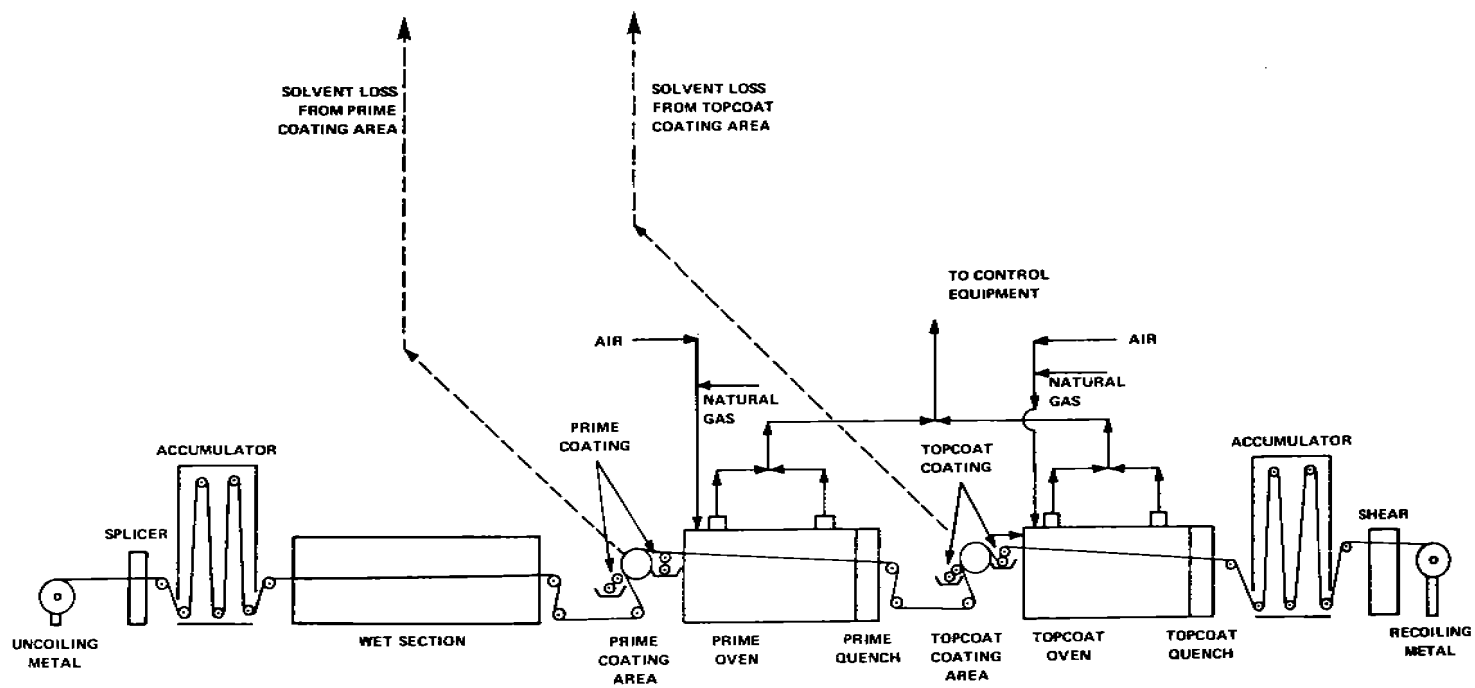 SOLVENT LOSS
FROM PRIME
COATING AREA
SOLVENT LOSS
FROM TOPCOAT
COATING AREA
TO CONTROL
EQUIPMENT
AIR
AIR
NATURAL
GAS
NATURAL
GAS
PRIME
COATING
TOPCOAT
COATING
ACCUMULATOR
ACCUMULATOR
SPLICER
SHEAR
UNCOILING
METAL
WET SECTION
PRIME
COATING
AREA
PRIME
OVEN
PRIME
QUENCH
TOPCOAT
COATING
AREA
TOPCOAT
OVEN
TOPCOAT
QUENCH
RECOILING
METAL